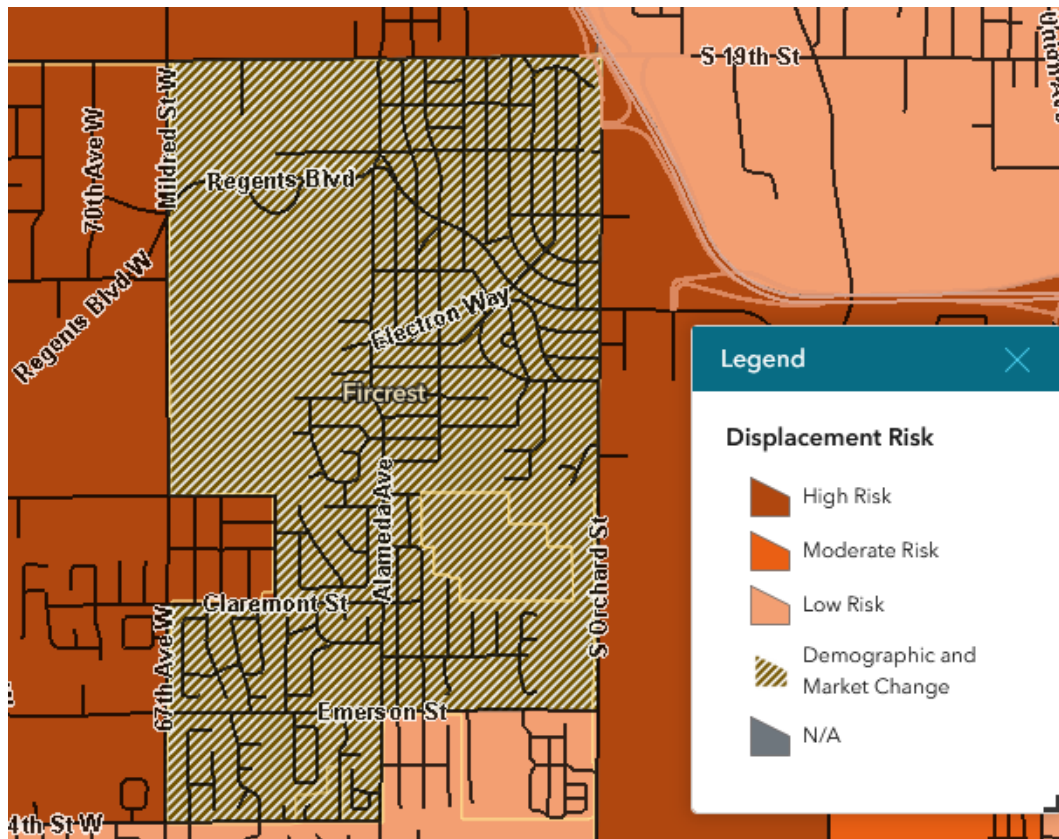 S 19th St
Union Av
Mildred St W
70th Ave W
Regents Blvd
Regents Blvd W
Electron Way
Fircrest
Alameda Ave
S Orchard St
Claremont St
67th Ave W
Emerson St
4th St W
Legend
Displacement Risk
High Risk
Moderate Risk
Low Risk
Demographic and
Market Change
N/A